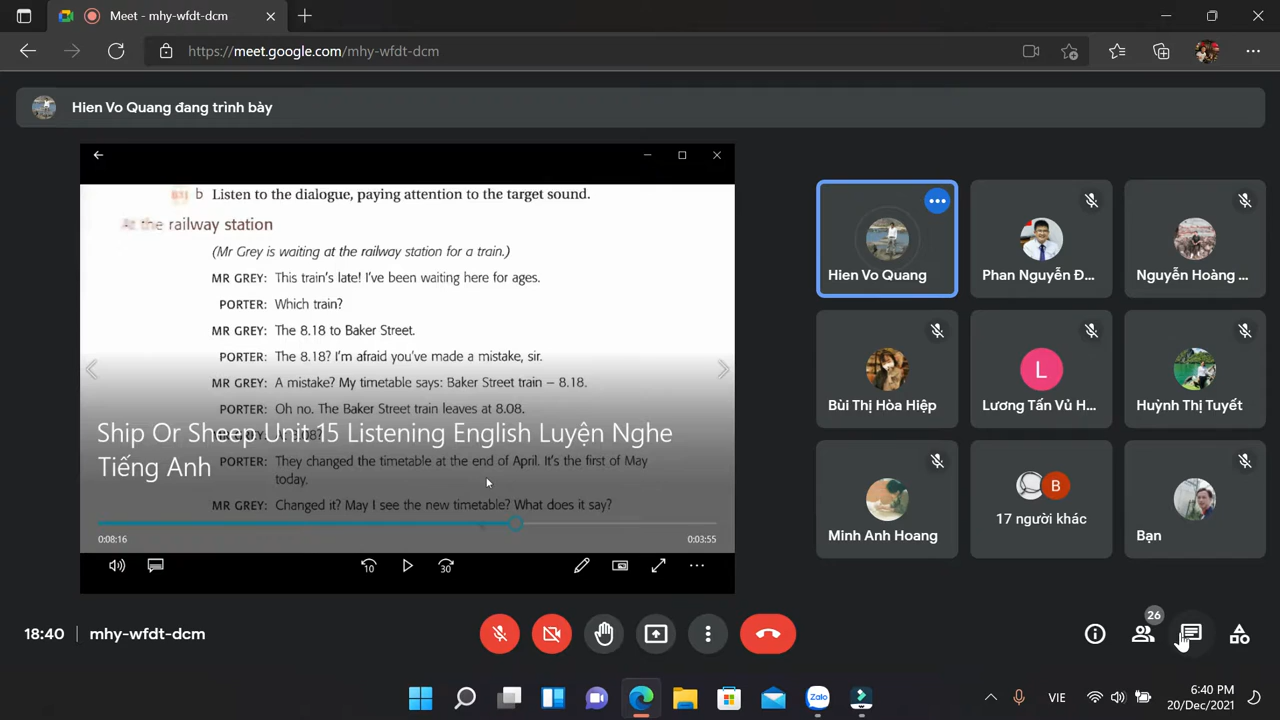 Meet - mhy-wfdt-dcm
https://meet.google.com/mhy-wfdt-dcm
Hien Vo Quang đang trình bày
b Listen to the dialogue, paying attention to the target sound.
At the railway station
(Mr Grey is waiting at the railway station for a train.)
MR GREY: This train's late! I've been waiting here for ages.
PORTER: Which train?
MR GREY: The 8.18 to Baker Street.
PORTER: The 8.18? I'm afraid you've made a mistake, sir.
MR GREY: A mistake? My timetable says: Baker Street train – 8.18.
PORTER: Oh no. The Baker Street train leaves at 8.08.
MR GREY: At 8.08?
Ship Or Sheep Unit 15 Listening English Luyện Nghe
Tiếng Anh
PORTER: They changed the timetable at the end of April. It's the first of May
today.
MR GREY: Changed it? May I see the new timetable? What does it say?
0:08:16
0:03:55
10
30
Hien Vo Quang
Phan Nguyễn Đ...
Nguyễn Hoàng ...
Bùi Thị Hòa Hiệp
L
Lương Tấn Vũ H...
Huỳnh Thị Tuyết
Minh Anh Hoang
B
17 người khác
Bạn
18:40
mhy-wfdt-dcm
26
Zalo
VIE
6:40 PM
20/Dec/2021